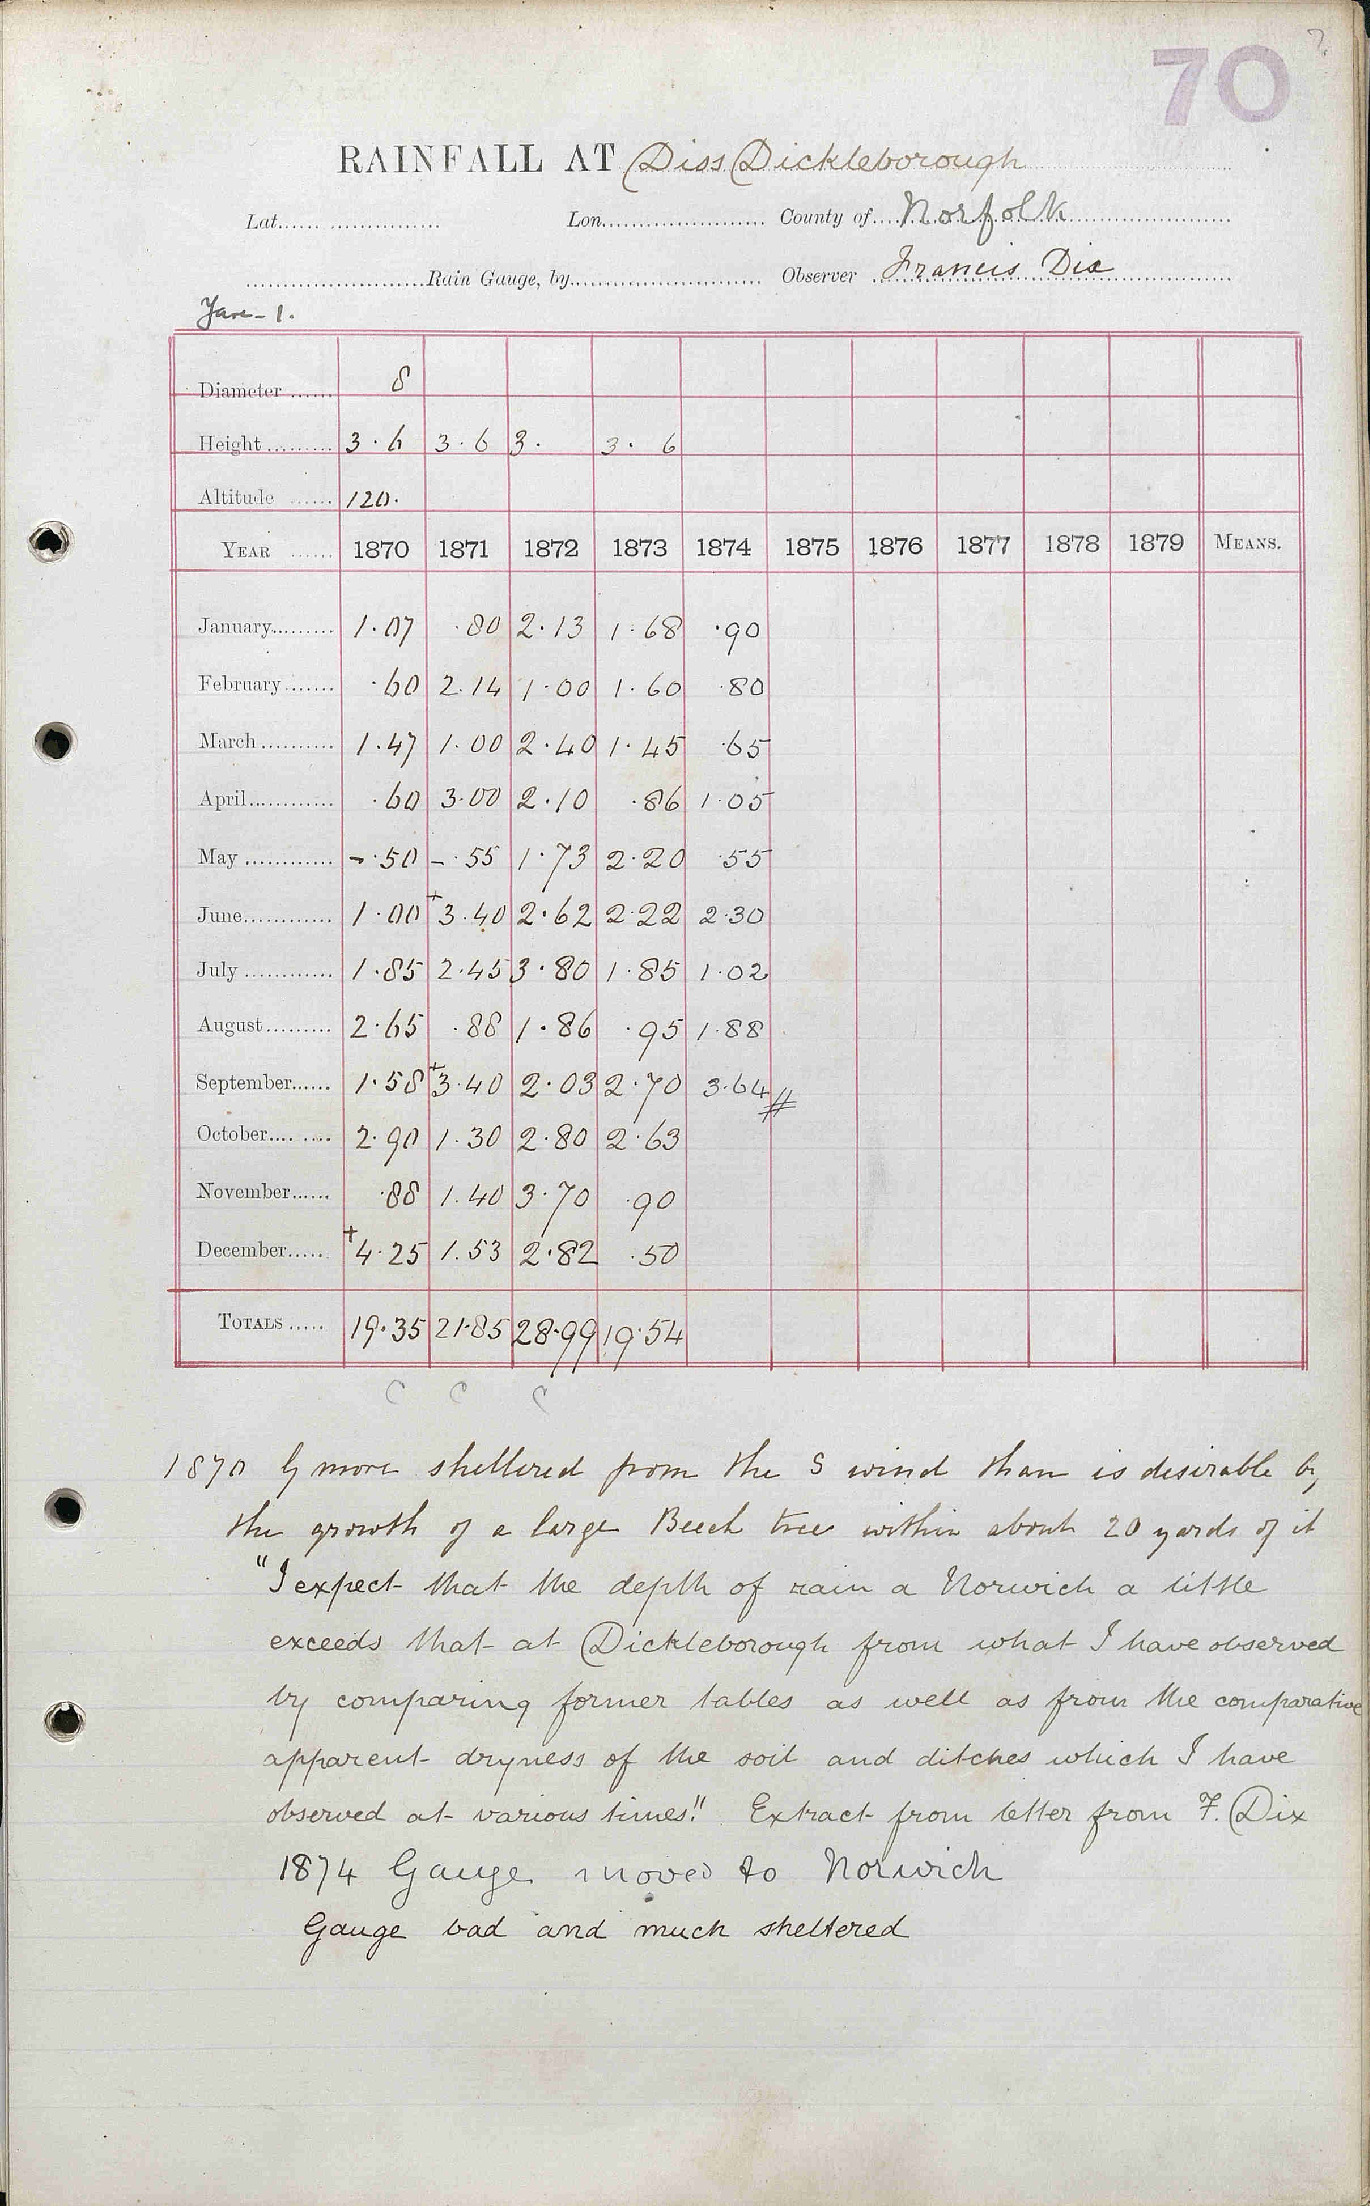 70
RAINFALL AT Diss Dickleborough
Lat. Lon. County of Norfolk
Rain Gauge, by Observer Francis Dix
Jan - 1.
Diameter 8
Height 3.6 3.6 3. 3. 6
Altitude 120.
YEAR 1870 1871 1872 1873 1874 1875 1876 1877 1878 1879 MEANS.
January 1.07 .80 2.13 1.68 .90
February .60 2.14 1.00 1.60 .80
March 1.47 1.00 2.40 1.45 .65
April .60 3.00 2.10 .86 1.05
May - .50 - .55 1.73 2.20 .55
June 1.00 +3.40 2.62 2.22 2.30
July 1.85 2.45 3.80 1.85 1.02
August 2.65 .88 1.86 .95 1.88
September 1.58 +3.40 2.03 2.70 3.64 #
October 2.90 1.30 2.80 2.63
November .88 1.40 3.70 .90
December +4.25 1.53 2.82 .50
TOTALS 19.35 21.85 28.99 19.54
C C C
1870 G more sheltered from the S wind than is desirable by
the growth of a large Beech tree within about 20 yards of it
"I expect that the depth of rain a Norwich a little
exceeds that at Dickleborough from what I have observed
by comparing former tables as well as from the comparative
apparent dryness of the soil and ditches which I have
observed at various times." Extract from letter from F. Dix
1874 Gauge moved to Norwich
Gauge bad and much sheltered